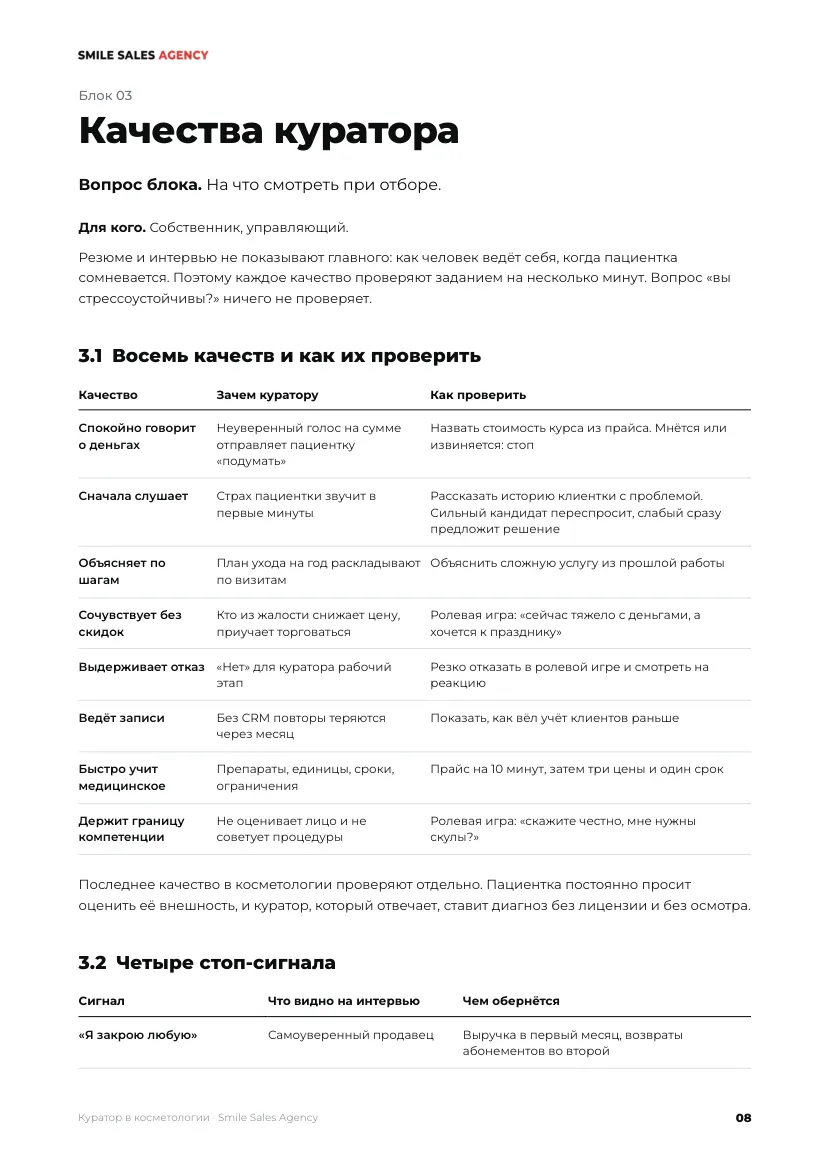 SMILE SALES AGENCY
Блок 03
Качества куратора
Вопрос блока. На что смотреть при отборе.
Для кого. Собственник, управляющий.
Резюме и интервью не показывают главного: как человек ведёт себя, когда пациентка
сомневается. Поэтому каждое качество проверяют заданием на несколько минут. Вопрос «вы
стрессоустойчивы?» ничего не проверяет.
3.1 Восемь качеств и как их проверить
Качество Зачем куратору Как проверить
Спокойно говорит Неуверенный голос на сумме Назвать стоимость курса из прайса. Мнётся или
о деньгах отправляет пациентку извиняется: стоп
«подумать»
Сначала слушает Страх пациентки звучит в Рассказать историю клиентки с проблемой.
первые минуты Сильный кандидат переспросит, слабый сразу
предложит решение
Объясняет по План ухода на год раскладывают Объяснить сложную услугу из прошлой работы
шагам по визитам
Сочувствует без Кто из жалости снижает цену, Ролевая игра: «сейчас тяжело с деньгами, а
скидок приучает торговаться хочется к празднику»
Выдерживает отказ «Нет» для куратора рабочий Резко отказать в ролевой игре и смотреть на
этап реакцию
Ведёт записи Без CRM повторы теряются Показать, как вёл учёт клиентов раньше
через месяц
Быстро учит Препараты, единицы, сроки, Прайс на 10 минут, затем три цены и один срок
медицинское ограничения
Держит границу Не оценивает лицо и не Ролевая игра: «скажите честно, мне нужны
компетенции советует процедуры скулы?»
Последнее качество в косметологии проверяют отдельно. Пациентка постоянно просит
оценить её внешность, и куратор, который отвечает, ставит диагноз без лицензии и без осмотра.
3.2 Четыре стоп-сигнала
Сигнал Что видно на интервью Чем обернётся
«Я закрою любую» Самоуверенный продавец Выручка в первый месяц, возвраты
абонементов во второй
Куратор в косметологии · Smile Sales Agency 08